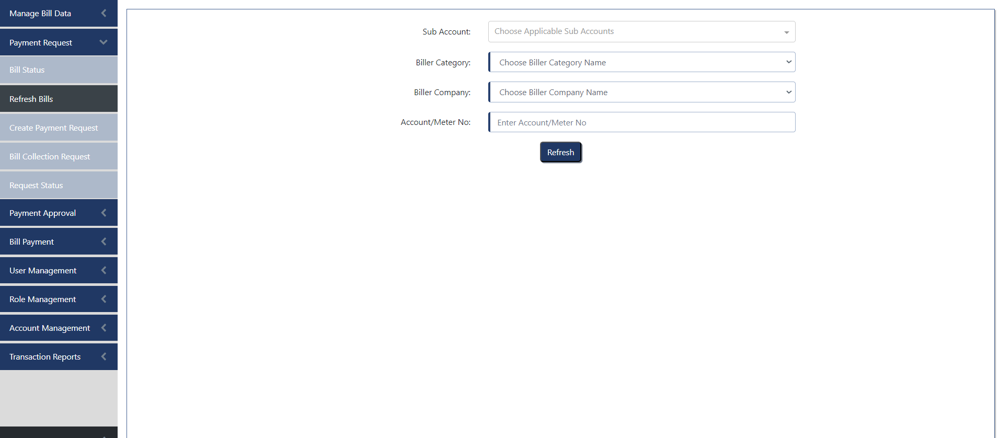 Manage Bill Data
Payment Request
Bill Status
Refresh Bills
Create Payment Request
Bill Collection Request
Request Status
Payment Approval
Bill Payment
User Management
Role Management
Account Management
Transaction Reports
Sub Account: Choose Applicable Sub Accounts
Biller Category: Choose Biller Category Name
Biller Company: Choose Biller Company Name
Account/Meter No: Enter Account/Meter No
Refresh